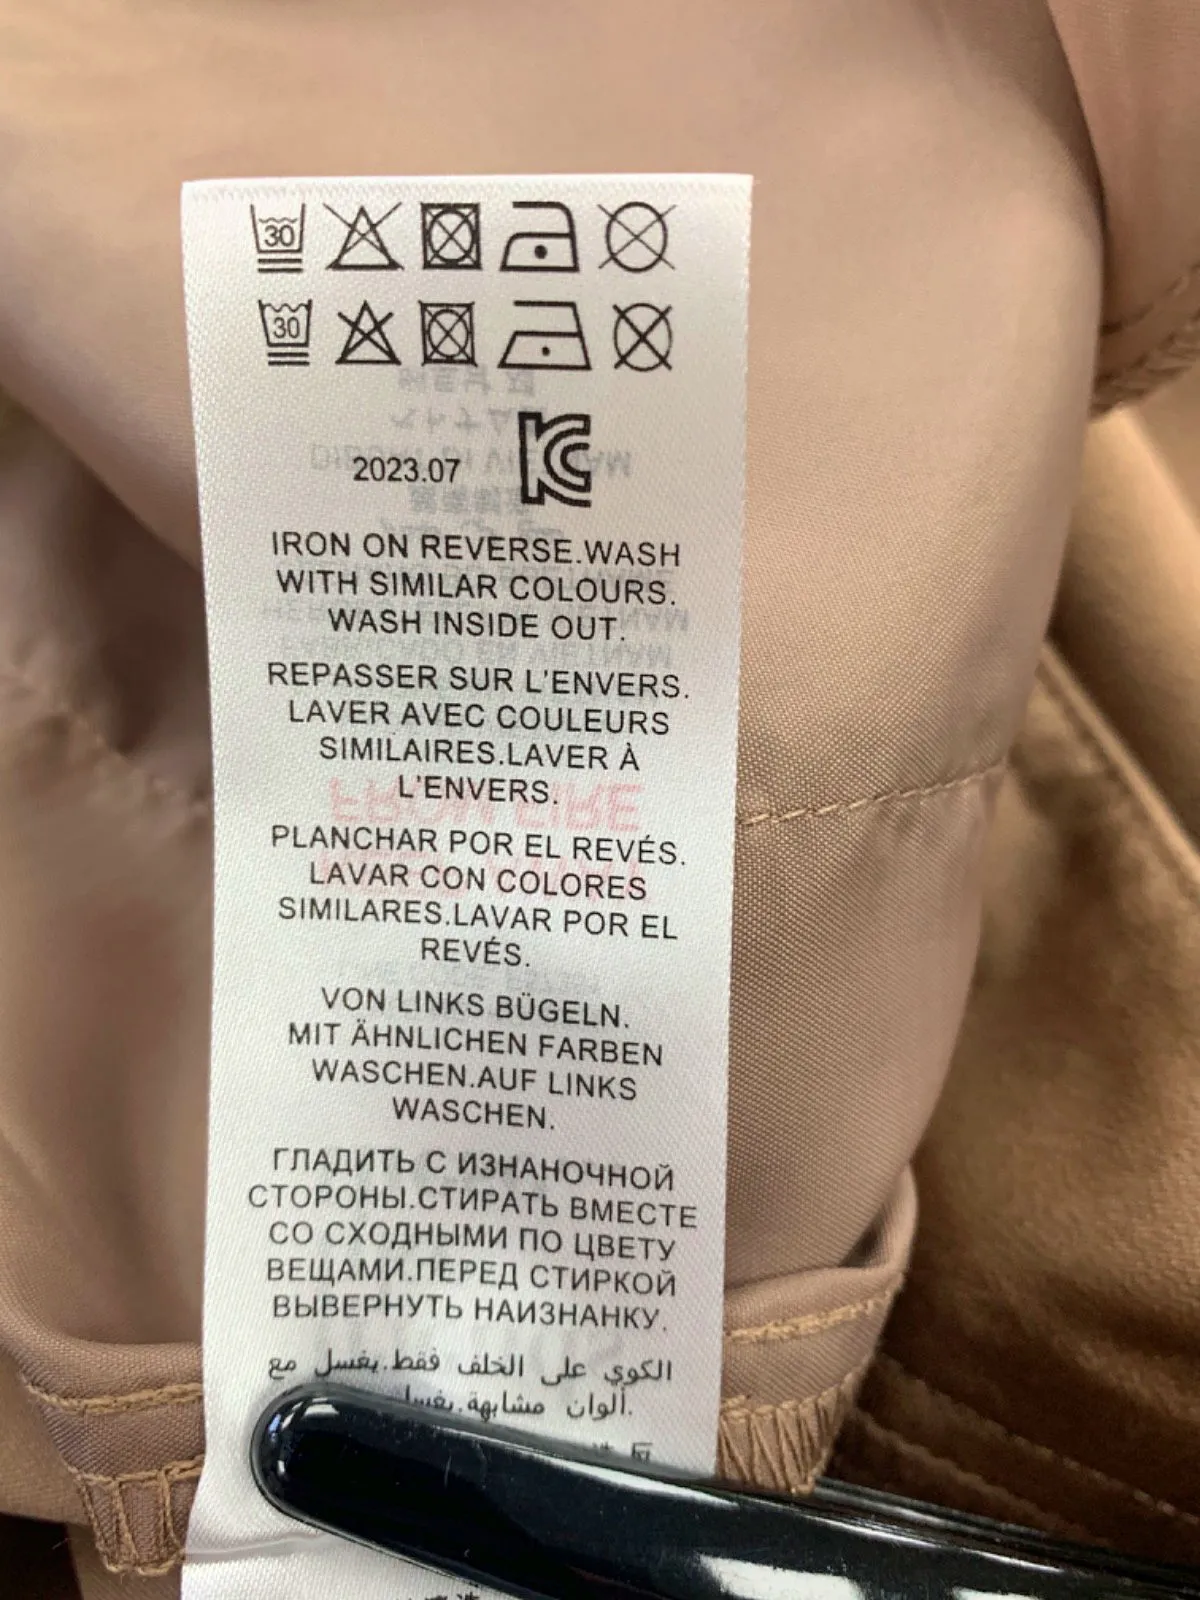 30
30
2023.07
IRON ON REVERSE.WASH
WITH SIMILAR COLOURS.
WASH INSIDE OUT.
REPASSER SUR L'ENVERS.
LAVER AVEC COULEURS
SIMILAIRES.LAVER À
L'ENVERS.
PLANCHAR POR EL REVÉS.
LAVAR CON COLORES
SIMILARES.LAVAR POR EL
REVÉS.
VON LINKS BÜGELN.
MIT ÄHNLICHEN FARBEN
WASCHEN.AUF LINKS
WASCHEN.
ГЛАДИТЬ С ИЗНАНОЧНОЙ
СТОРОНЫ.СТИРАТЬ ВМЕСТЕ
СО СХОДНЫМИ ПО ЦВЕТУ
ВЕЩАМИ.ПЕРЕД СТИРКОЙ
ВЫВЕРНУТЬ НАИЗНАНКУ.
الكوي على الخلف فقط.يغسل مع
ألوان مشابهة.